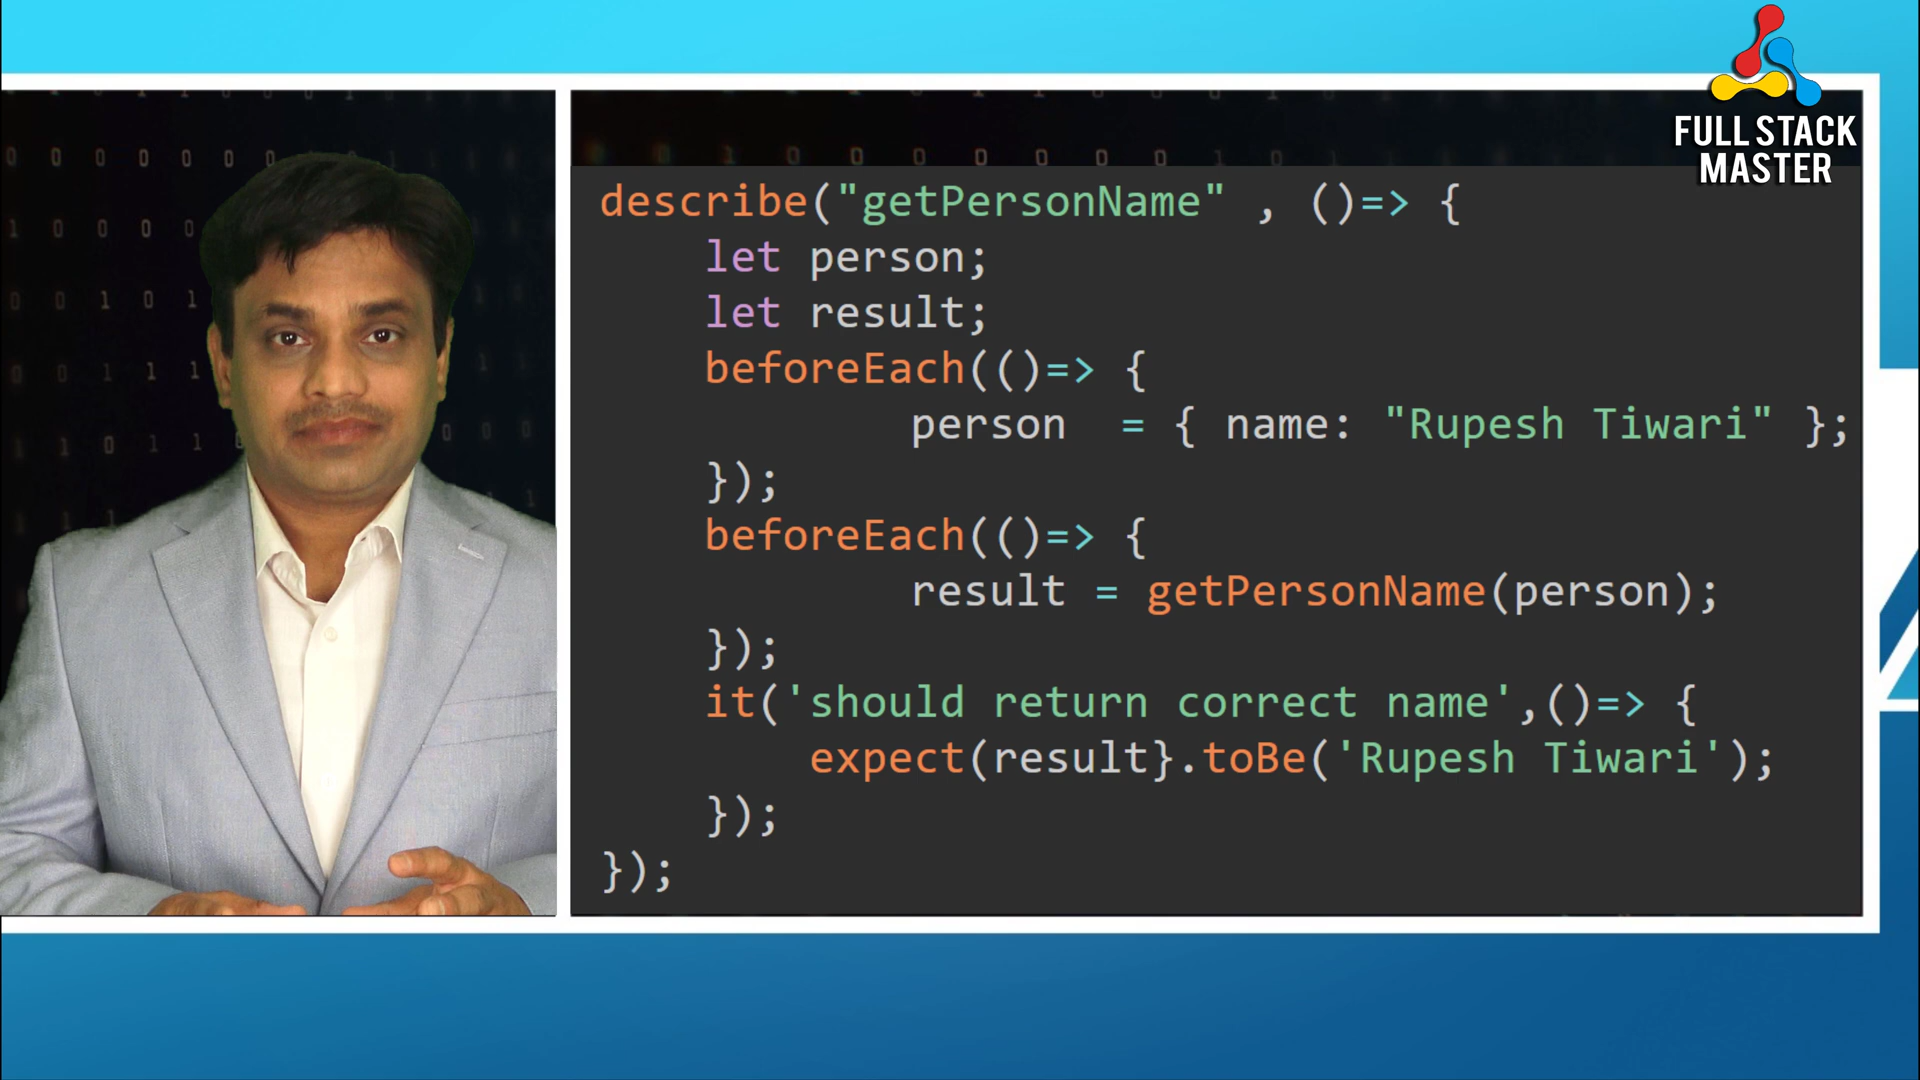 FULL STACK
MASTER
describe("getPersonName" , ()=> {
let person;
let result;
beforeEach(()=> {
person = { name: "Rupesh Tiwari" };
});
beforeEach(()=> {
result = getPersonName(person);
});
it('should return correct name',()=> {
expect(result}.toBe('Rupesh Tiwari');
});
});